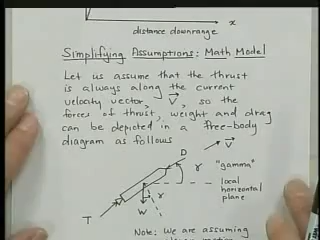 x
distance downrange
Simplifying Assumptions: Math Model
Let us assume that the thrust
is always along the current
velocity vector, V, so the
forces of thrust, weight and drag
can be depicted in a free-body
diagram as follows
V
D
γ "gamma"
local
horizontal
plane
γ
W
T
Note: We are assuming